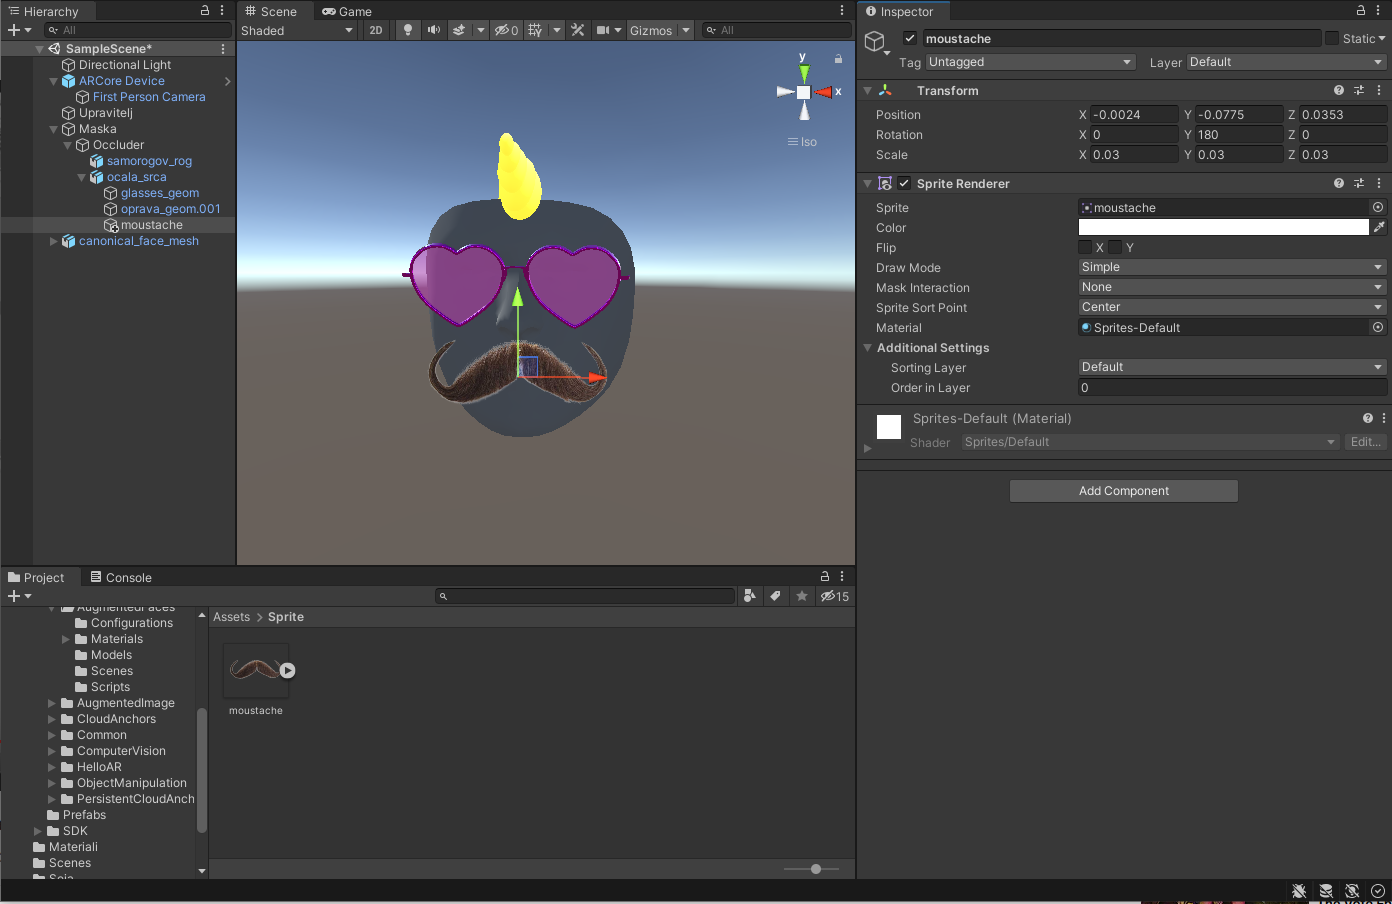 Hierarchy
All
SampleScene*
Directional Light
ARCore Device
First Person Camera
Upravitelj
Maska
Occluder
samorogov_rog
ocala_srca
glasses_geom
oprava_geom.001
moustache
canonical_face_mesh
Scene Game
Shaded 2D 0 Gizmos All
y
x
Iso
Inspector
moustache Static
Tag Untagged Layer Default
Transform
Position X -0.0024 Y -0.0775 Z 0.0353
Rotation X 0 Y 180 Z 0
Scale X 0.03 Y 0.03 Z 0.03
Sprite Renderer
Sprite moustache
Color
Flip X Y
Draw Mode Simple
Mask Interaction None
Sprite Sort Point Center
Material Sprites-Default
Additional Settings
Sorting Layer Default
Order in Layer 0
Sprites-Default (Material)
Shader Sprites/Default Edit...
Add Component
Project Console
15
AugmentedFaces
Configurations
Materials
Models
Scenes
Scripts
AugmentedImage
CloudAnchors
Common
ComputerVision
HelloAR
ObjectManipulation
PersistentCloudAnch
Prefabs
SDK
Materiali
Scenes
Assets > Sprite
moustache